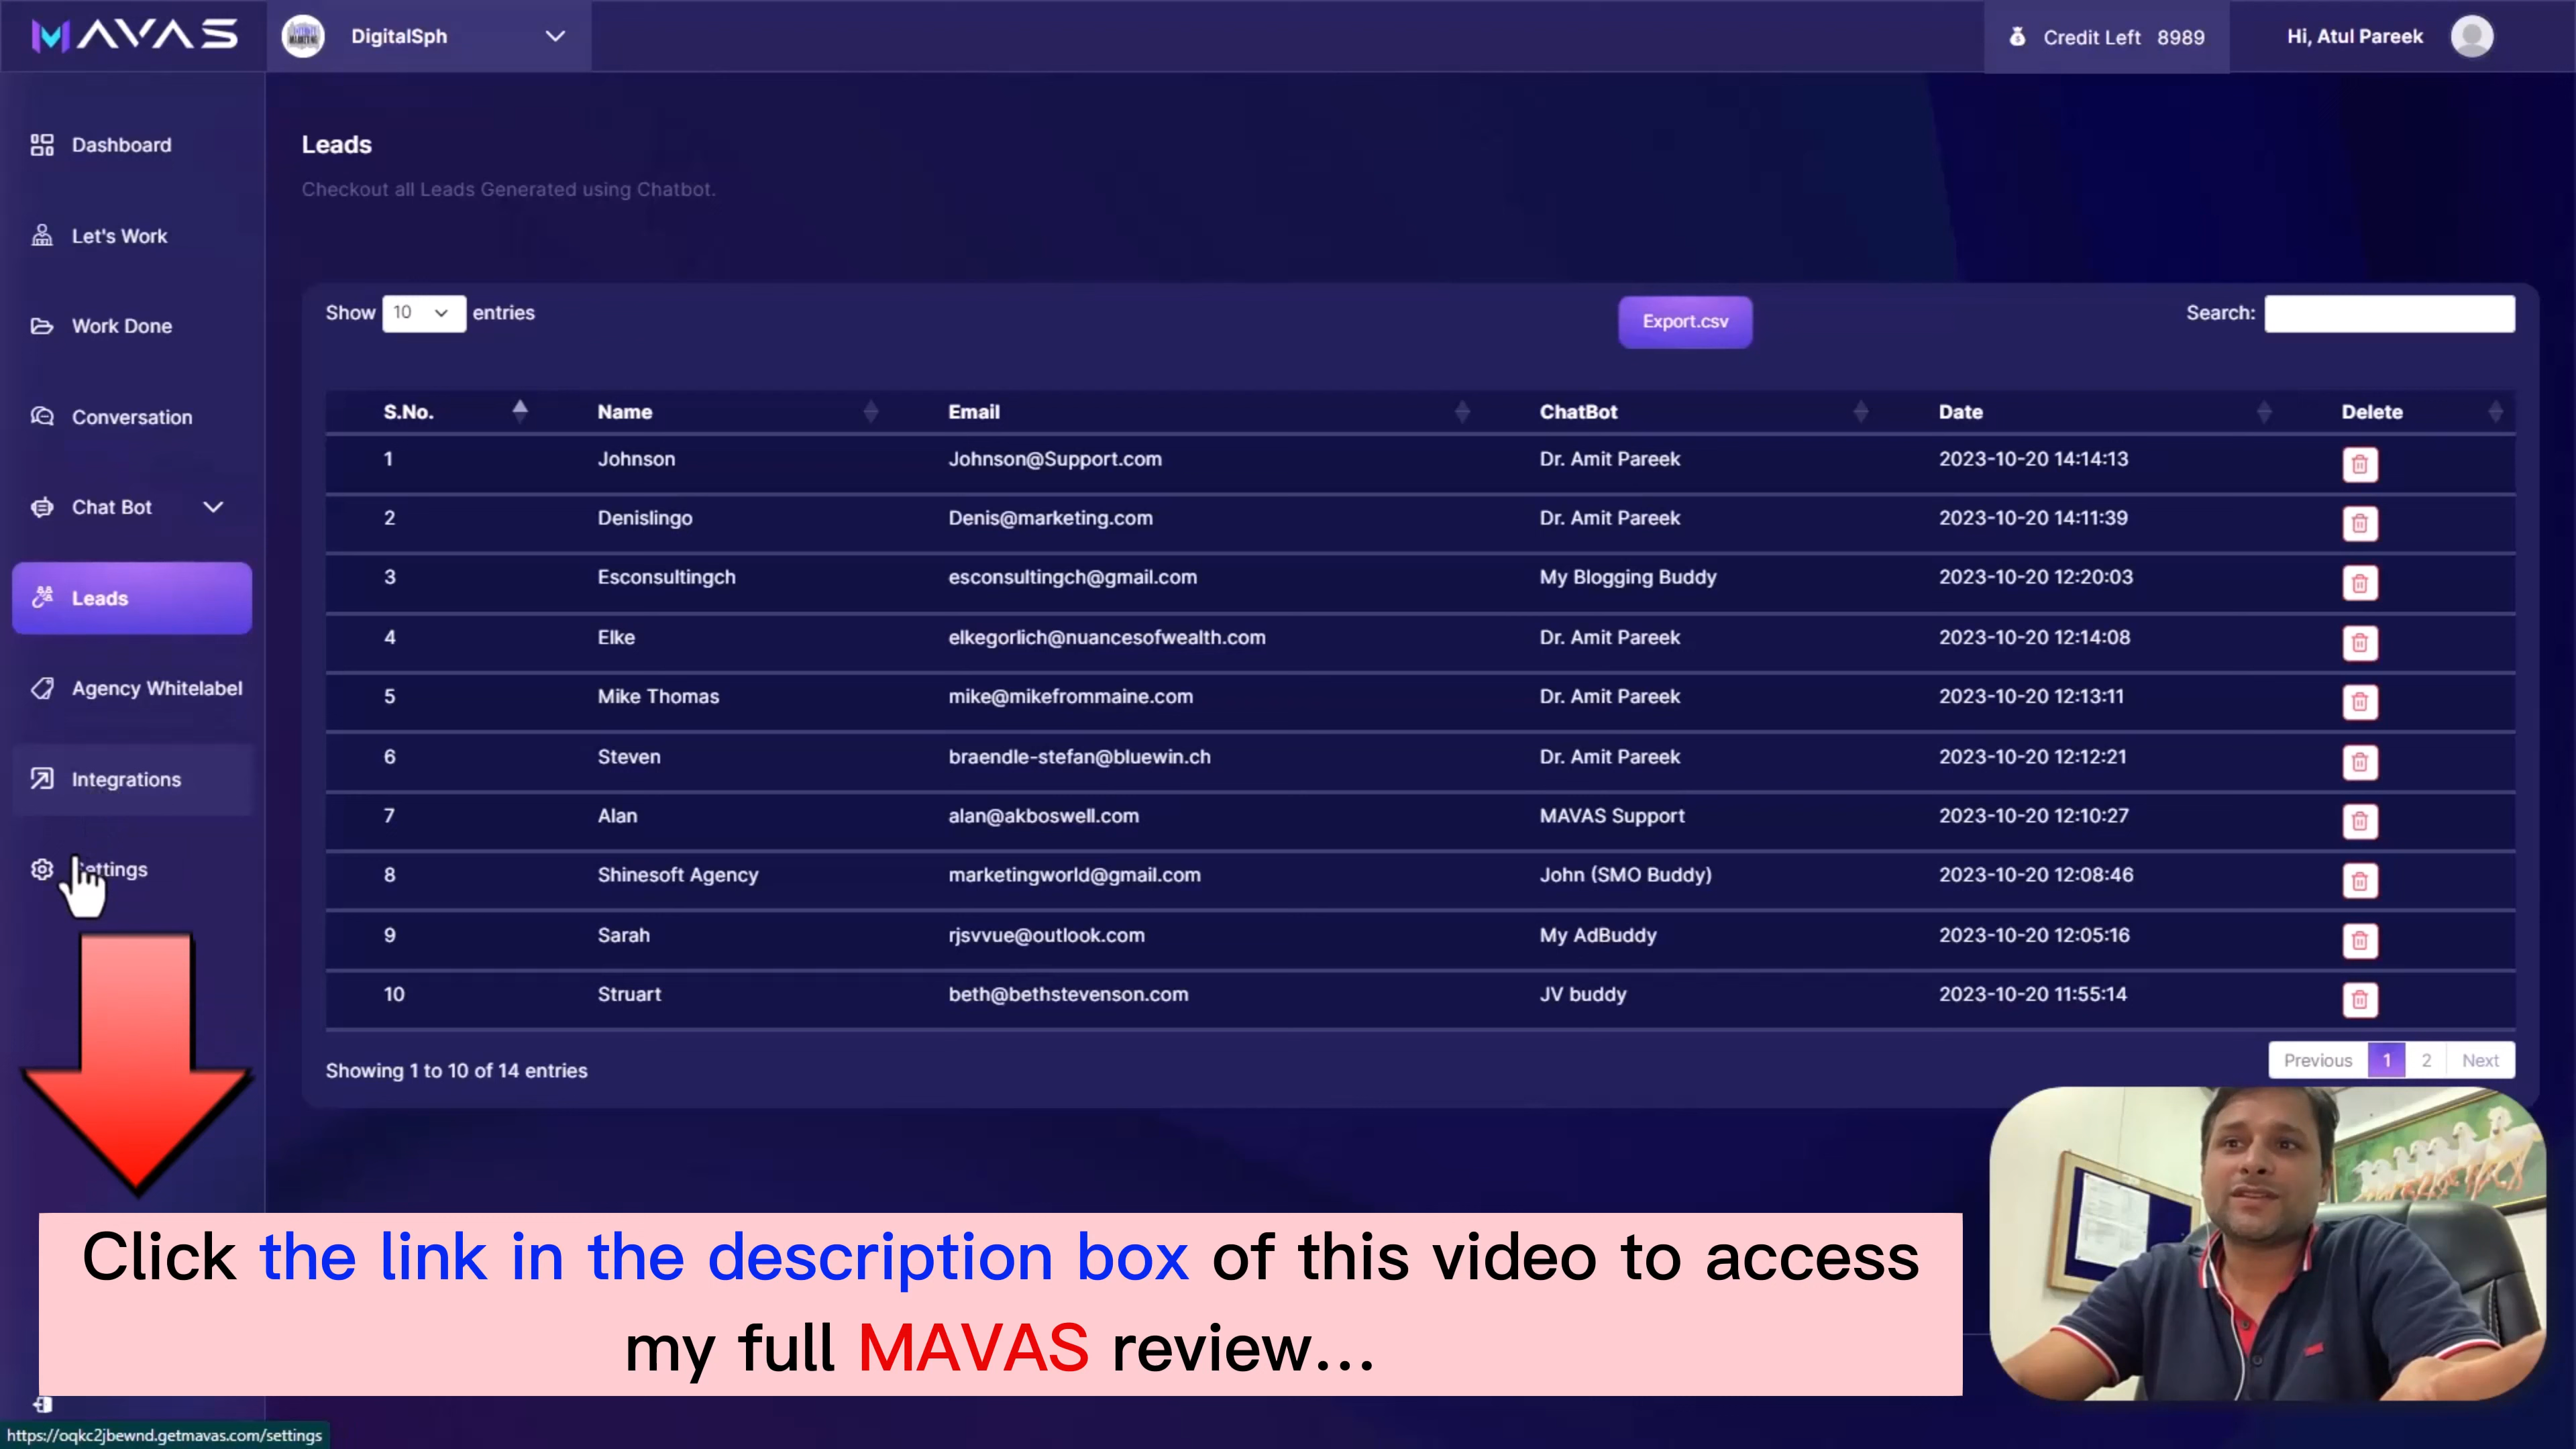 MAVAS
DigitalSph
Credit Left 8989
Hi, Atul Pareek
Dashboard
Let's Work
Work Done
Conversation
Chat Bot
Leads
Agency Whitelabel
Integrations
ettings
Leads
Checkout all Leads Generated using Chatbot.
Show 10 entries
Export.csv
Search:
S.No. Name Email ChatBot Date Delete
1 Johnson Johnson@Support.com Dr. Amit Pareek 2023-10-20 14:14:13
2 Denislingo Denis@marketing.com Dr. Amit Pareek 2023-10-20 14:11:39
3 Esconsultingch esconsultingch@gmail.com My Blogging Buddy 2023-10-20 12:20:03
4 Elke elkegorlich@nuancesofwealth.com Dr. Amit Pareek 2023-10-20 12:14:08
5 Mike Thomas mike@mikefrommaine.com Dr. Amit Pareek 2023-10-20 12:13:11
6 Steven braendle-stefan@bluewin.ch Dr. Amit Pareek 2023-10-20 12:12:21
7 Alan alan@akboswell.com MAVAS Support 2023-10-20 12:10:27
8 Shinesoft Agency marketingworld@gmail.com John (SMO Buddy) 2023-10-20 12:08:46
9 Sarah rjsvvue@outlook.com My AdBuddy 2023-10-20 12:05:16
10 Struart beth@bethstevenson.com JV buddy 2023-10-20 11:55:14
Showing 1 to 10 of 14 entries
Previous 1 2 Next
Click the link in the description box of this video to access
my full MAVAS review...
https://oqkc2jbewnd.getmavas.com/settings